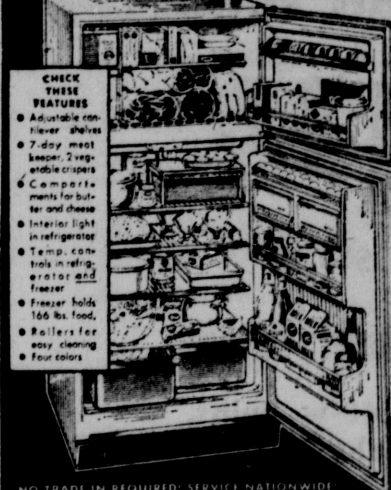 CHECK
THESE
FEATURES
● Adjustable can-
tilever shelves
● 7-day meat
keeper, 2 veg-
etable crispers
● Compart-
ments for but-
ter and cheese
● Interior light
in refrigerator
● Temp. con-
trols in refrig-
erator and
freezer
● Freezer holds
166 lbs. food.
● Rollers for
easy cleaning
● Four colors
NO TRADE-IN REQUIRED; SERVICE NATIONWIDE;